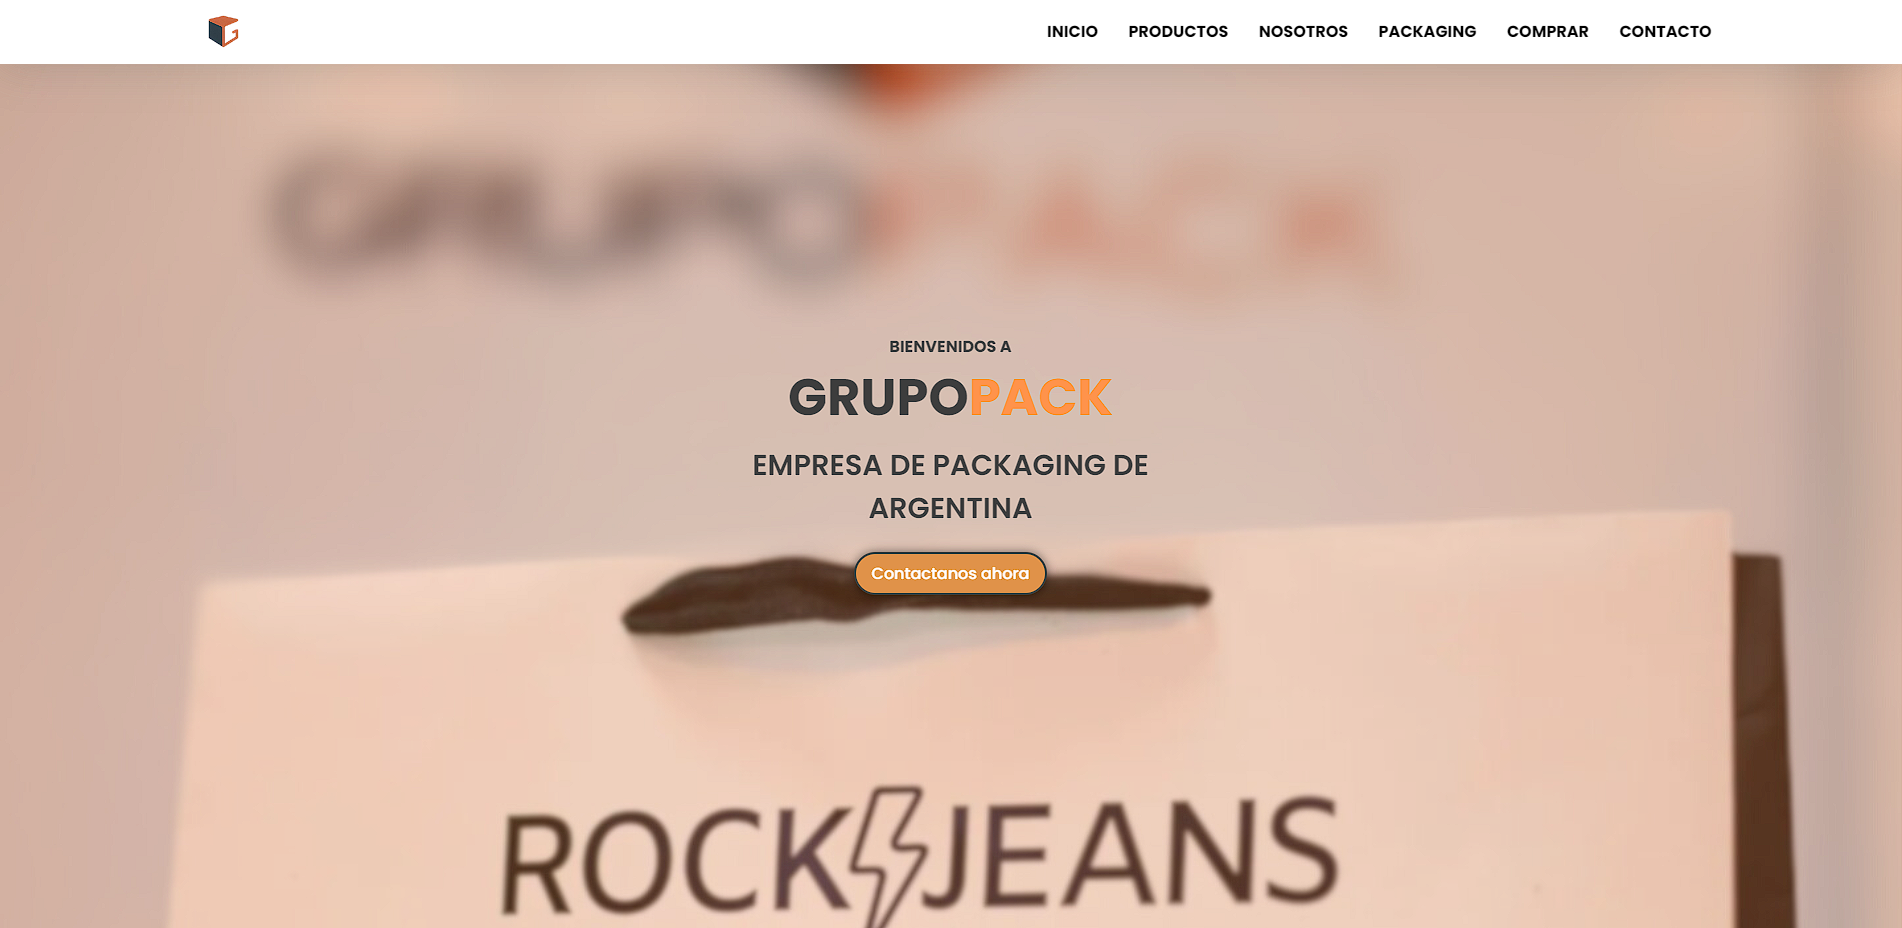 INICIO PRODUCTOS NOSOTROS PACKAGING COMPRAR CONTACTO
GRUPOPACK
BIENVENIDOS A
GRUPOPACK
EMPRESA DE PACKAGING DE
ARGENTINA
Contactanos ahora
ROCK JEANS